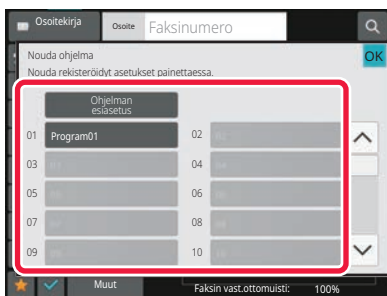 Osoitekirja
Osoite
Faksinumero
Nouda ohjelma
OK
Nouda rekisteröidyt asetukset painettaessa.
Ohjelman
esiasetus
01 Program01 02
03 04
05 06
07 08
09 10
Muut
Faksin vast.ottomuisti: 100%